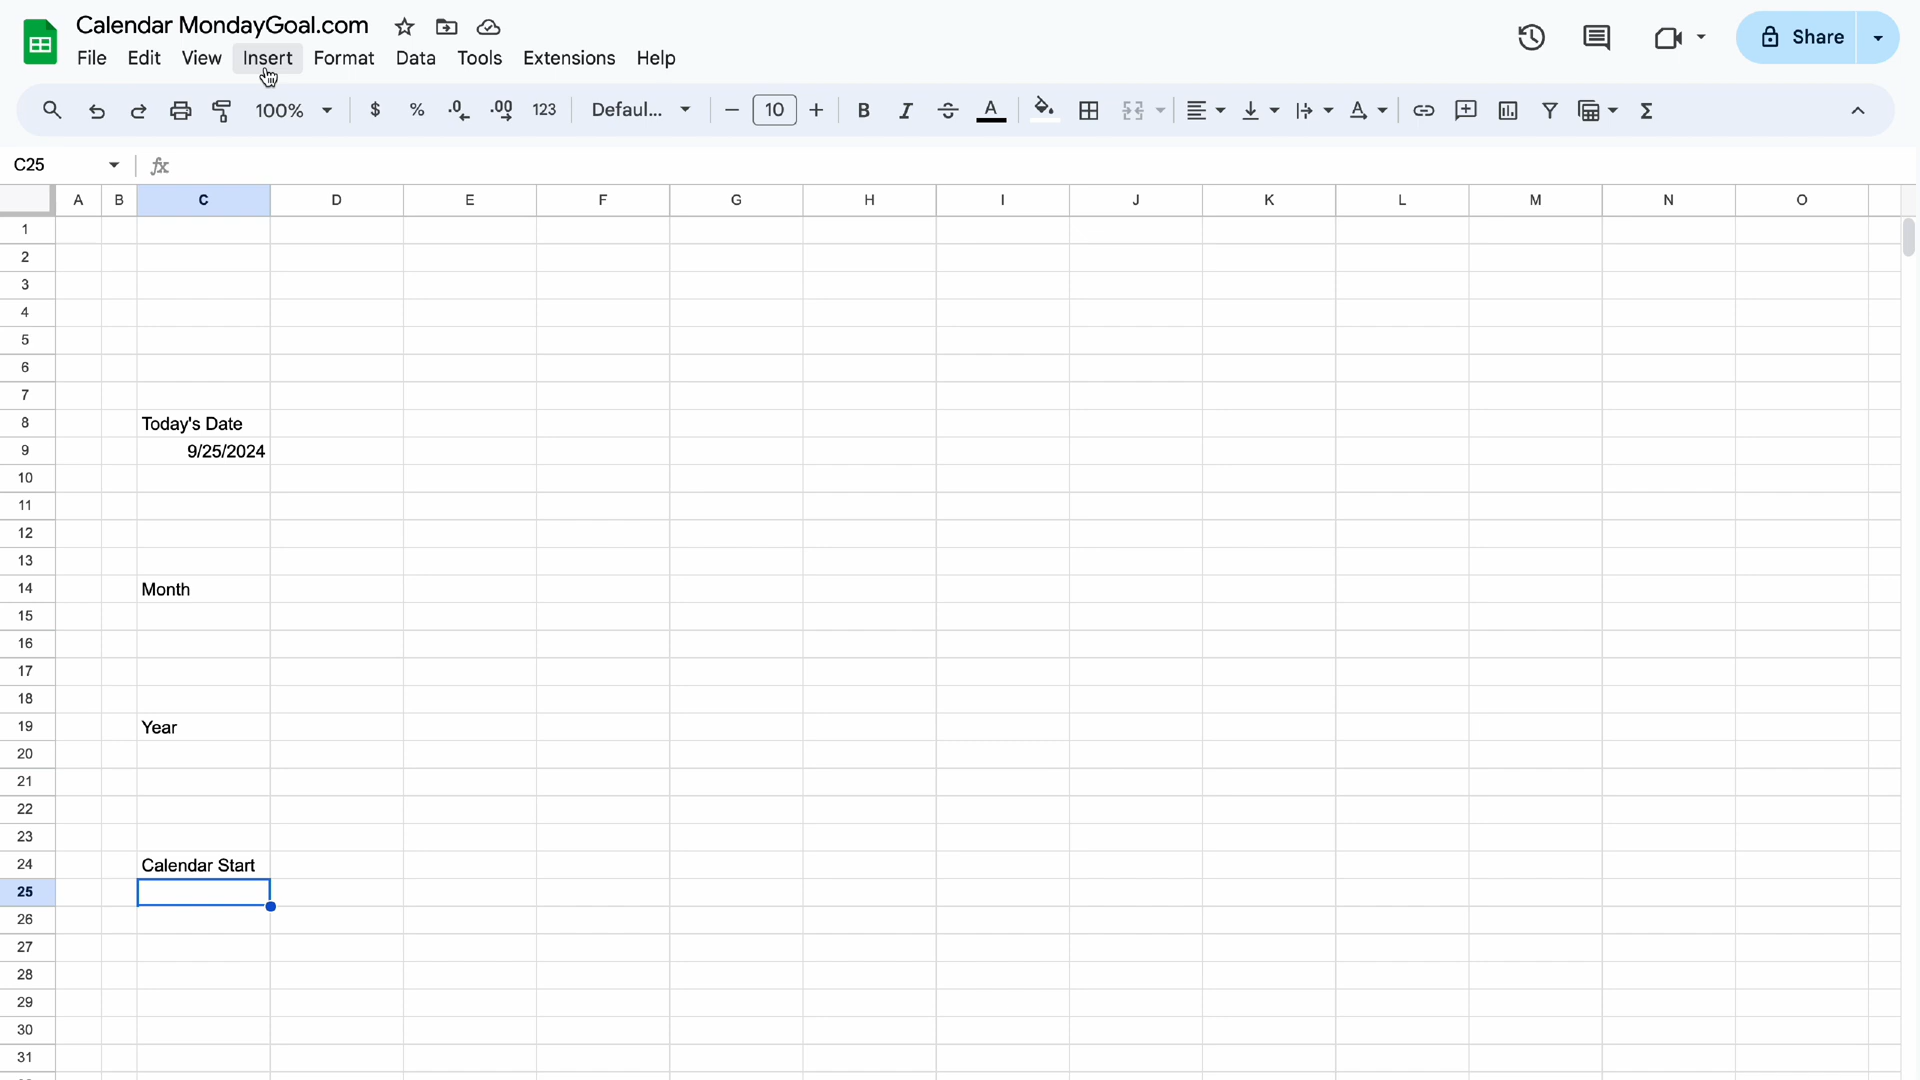 Calendar MondayGoal.com
File Edit View Insert Format Data Tools Extensions Help
Share
100% $ % .0 .00 123 Defaul... 10 B I S A Σ
C25 fx
A B C D E F G H I J K L M N O
1
2
3
4
5
6
7
8 Today's Date
9 9/25/2024
10
11
12
13
14 Month
15
16
17
18
19 Year
20
21
22
23
24 Calendar Start
25
26
27
28
29
30
31